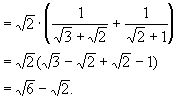 = √2 · (1/(√3 + √2) + 1/(√2 + 1))
= √2(√3 − √2 + √2 − 1)
= √6 − √2.